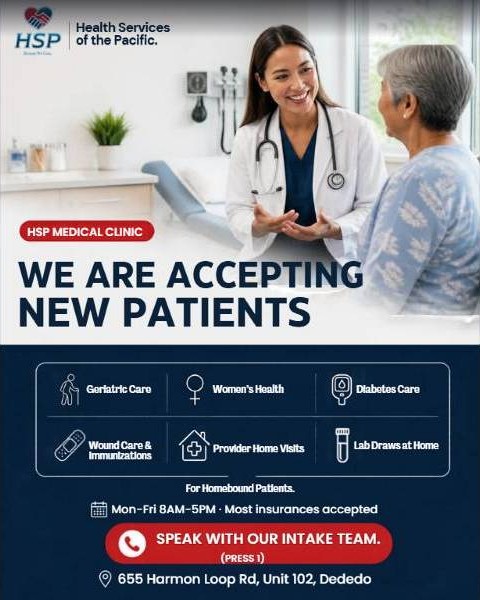 HSP
Health Services
of the Pacific.
HSP MEDICAL CLINIC
WE ARE ACCEPTING
NEW PATIENTS
Geriatric Care
Women's Health
Diabetes Care
Wound Care &
Immunizations
Provider Home Visits
Lab Draws at Home
For Homebound Patients.
Mon-Fri 8AM-5PM · Most insurances accepted
SPEAK WITH OUR INTAKE TEAM.
(PRESS 1)
655 Harmon Loop Rd, Unit 102, Dededo